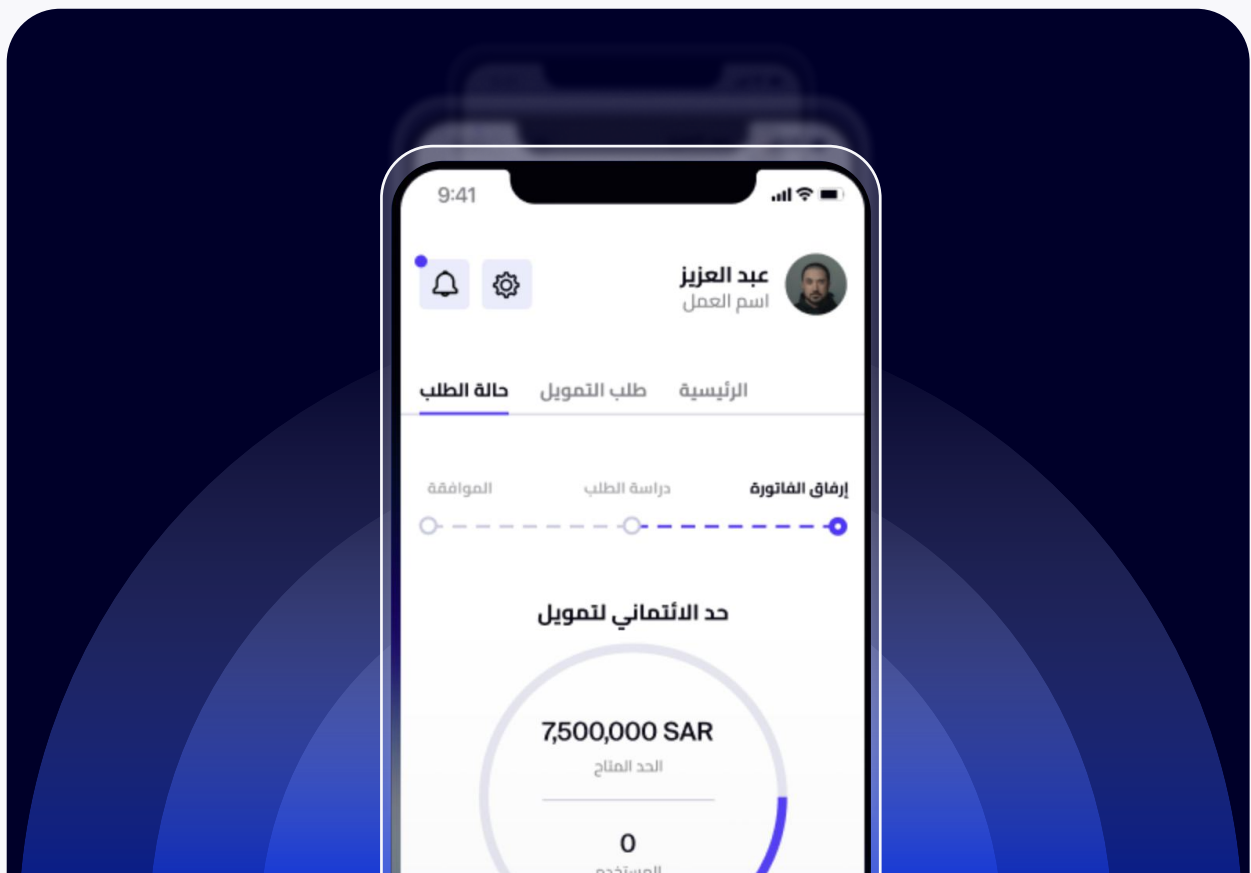 9:41
عبد العزيز
اسم العمل
الرئيسية طلب التمويل حالة الطلب
إرفاق الفاتورة دراسة الطلب الموافقة
حد الائتماني لتمويل
7,500,000 SAR
الحد المتاح
0
المستخدم